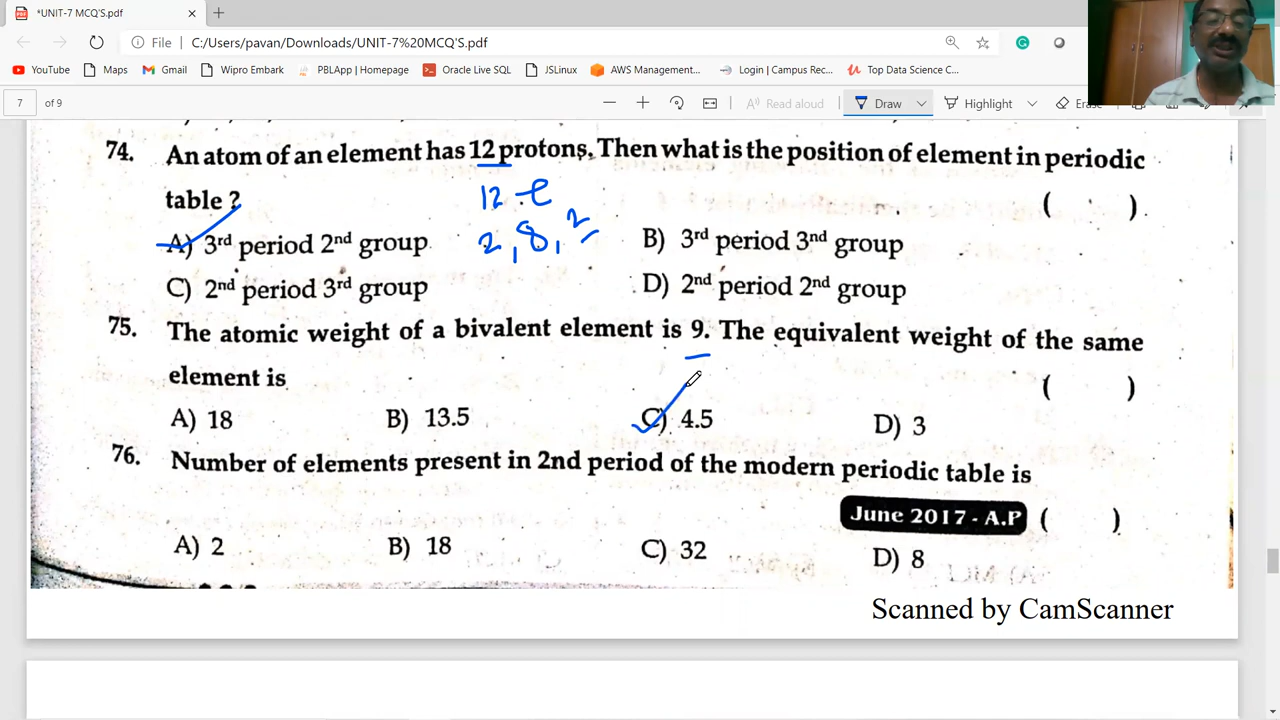 *UNIT-7 MCQ'S.pdf
File C:/Users/pavan/Downloads/UNIT-7%20MCQ'S.pdf
YouTube Maps Gmail Wipro Embark PBLApp | Homepage Oracle Live SQL JSLinux AWS Management... Login | Campus Rec... Top Data Science C...
7 of 9 Read aloud Draw Highlight Erase
74. An atom of an element has 12 protons. Then what is the position of element in periodic
table ? ( )
12 e
A) 3rd period 2nd group 2, 8, 2 B) 3rd period 3nd group
C) 2nd period 3rd group D) 2nd period 2nd group
75. The atomic weight of a bivalent element is 9. The equivalent weight of the same
element is ( )
A) 18 B) 13.5 C) 4.5 D) 3
76. Number of elements present in 2nd period of the modern periodic table is
June 2017 - A.P ( )
A) 2 B) 18 C) 32 D) 8
Scanned by CamScanner